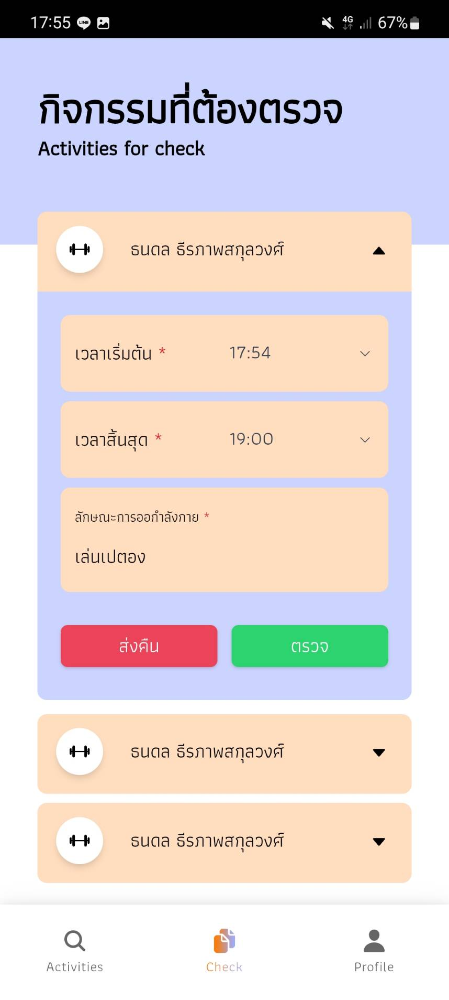 17:55 LINE 4G 67%
กิจกรรมที่ต้องตรวจ
Activities for check
ธนดล ธีรภาพสกุลวงศ์
เวลาเริ่มต้น * 17:54
เวลาสิ้นสุด * 19:00
ลักษณะการออกำลังกาย *
เล่นเปตอง
ส่งคืน ตรวจ
ธนดล ธีรภาพสกุลวงศ์
ธนดล ธีรภาพสกุลวงศ์
Activities Check Profile